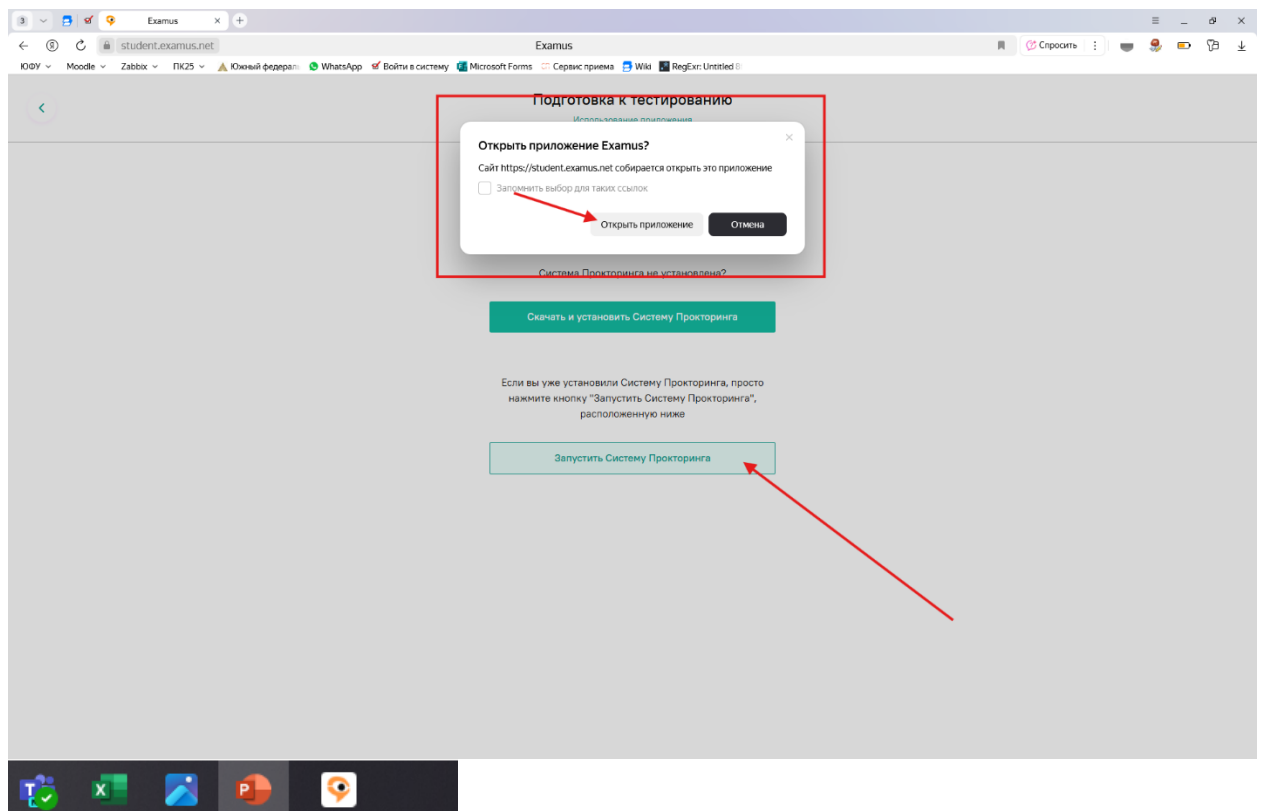 3
Examus
student.examus.net
Examus
Спросить
ЮФУ
Moodle
Zabbix
ПК25
Южный федерал
WhatsApp
Войти в систему
Microsoft Forms
Сервис приема
Wiki
RegExr: Untitled
Подготовка к тестированию
Использование приложения
Открыть приложение Examus?
Сайт https://student.examus.net собирается открыть это приложение
Запомнить выбор для таких ссылок
Открыть приложение
Отмена
Система Прокторинга не установлена?
Скачать и установить Систему Прокторинга
Если вы уже установили Систему Прокторинга, просто
нажмите кнопку "Запустить Систему Прокторинга",
расположенную ниже
Запустить Систему Прокторинга